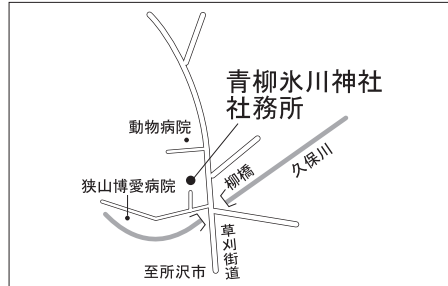 青柳氷川神社
社務所
動物病院
狭山博愛病院
柳橋
久保川
草刈街道
至所沢市